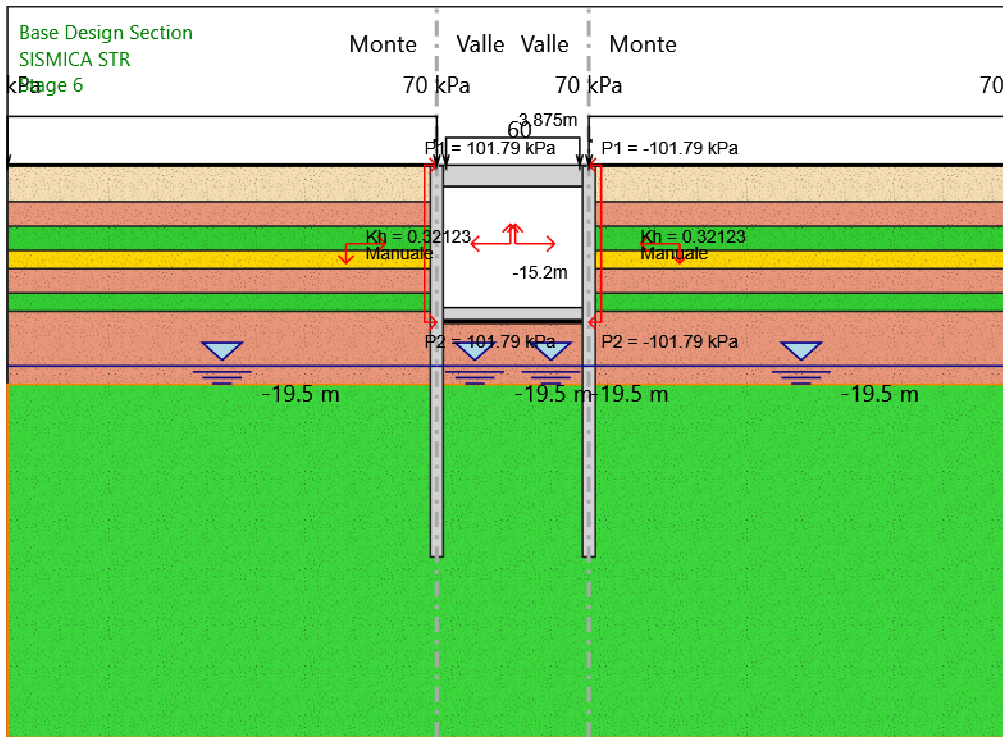 Base Design Section
SISMICA STR
Stage 6
Monte Valle Valle Monte
kPa 70 kPa 70 kPa 70
3.875m
60
P1 = 101.79 kPa P1 = -101.79 kPa
Kh = 0.32123 Kh = 0.32123
Manuale Manuale
-15.2m
P2 = 101.79 kPa P2 = -101.79 kPa
-19.5 m -19.5 m -19.5 m -19.5 m